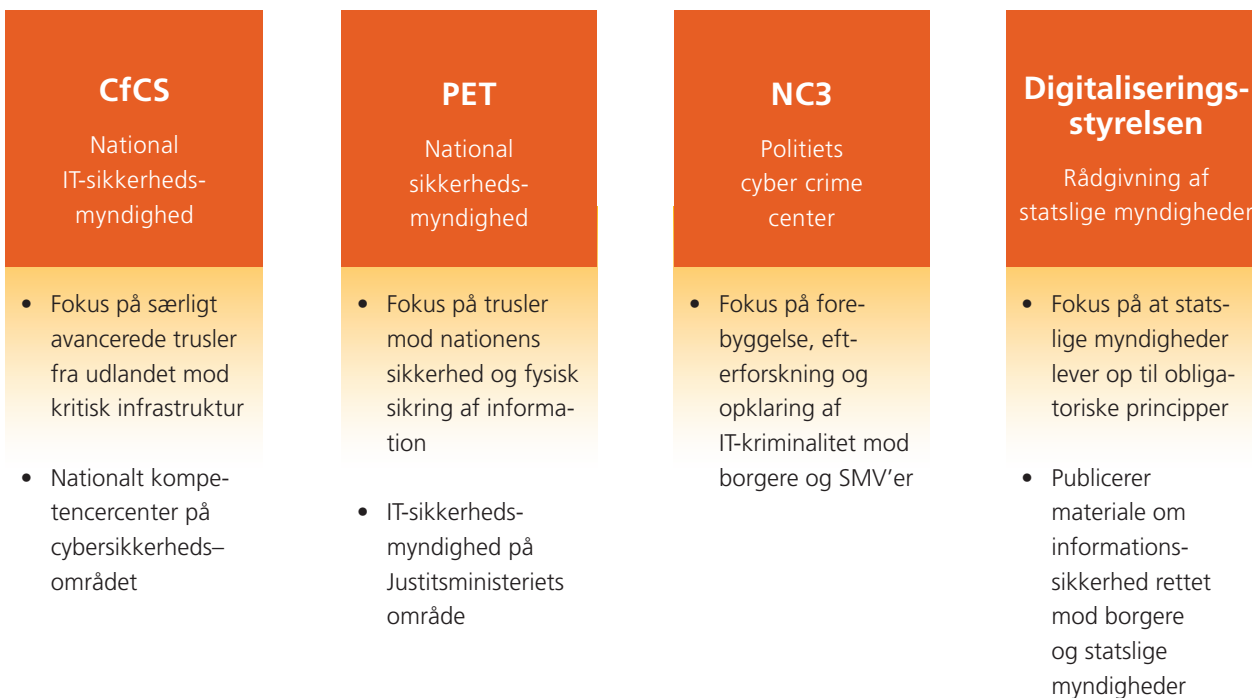 CfCS
National
IT-sikkerheds-
myndighed
• Fokus på særligt
avancerede trusler
fra udlandet mod
kritisk infrastruktur
• Nationalt kompe-
tencercenter på
cybersikkerheds–
området
PET
National
sikkerheds-
myndighed
• Fokus på trusler
mod nationens
sikkerhed og fysisk
sikring af informa-
tion
• IT-sikkerheds-
myndighed på
Justitsministeriets
område
NC3
Politiets
cyber crime
center
• Fokus på fore-
byggelse, eft-
erforskning og
opklaring af
IT-kriminalitet mod
borgere og SMV’er
Digitaliserings-
styrelsen
Rådgivning af
statslige myndigheder
• Fokus på at stats-
lige myndigheder
lever op til obliga-
toriske principper
• Publicerer
materiale om
informations-
sikkerhed rettet
mod borgere
og statslige
myndigheder